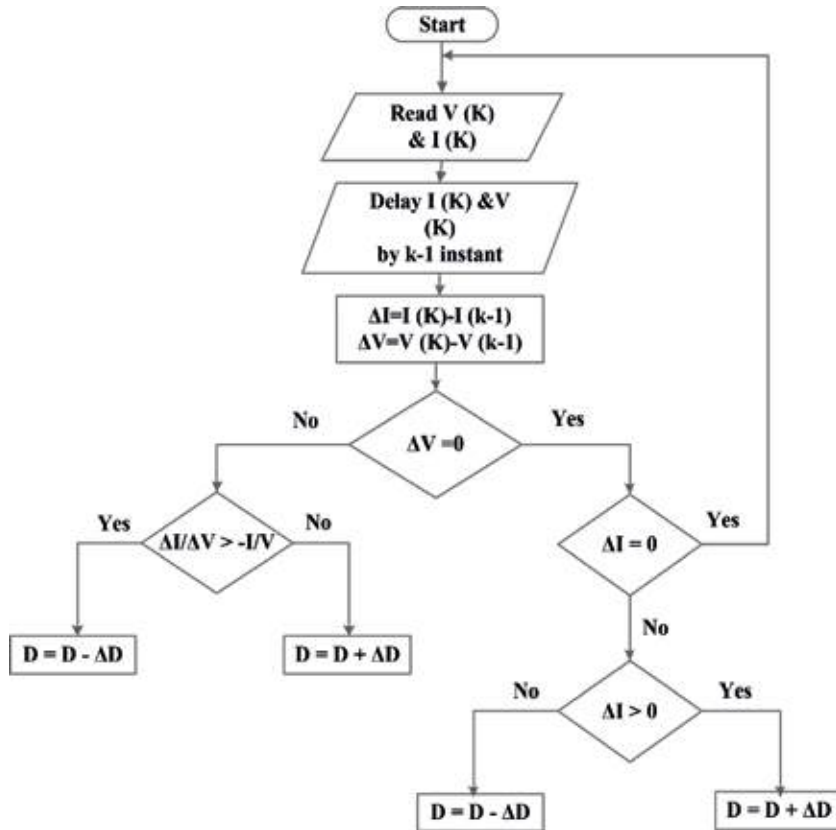 Start
Read V (K)
& I (K)
Delay I (K) &V
(K)
by k-1 instant
ΔI=I (K)-I (k-1)
ΔV=V (K)-V (k-1)
No
Yes
ΔV =0
Yes
No
ΔI/ΔV > -I/V
Yes
ΔI = 0
D = D - ΔD
D = D + ΔD
No
No
Yes
ΔI > 0
D = D - ΔD
D = D + ΔD